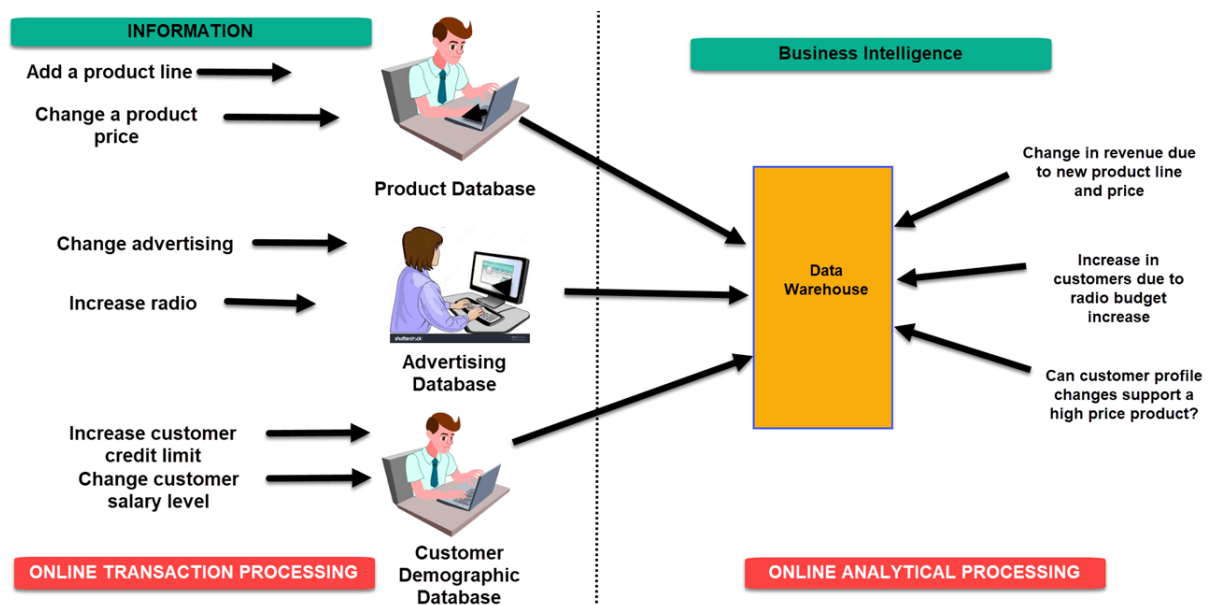 INFORMATION
Add a product line
Change a product
price
Product Database
Change advertising
Increase radio
shutterstock
Advertising
Database
Increase customer
credit limit
Change customer
salary level
Customer
Demographic
Database
ONLINE TRANSACTION PROCESSING
Business Intelligence
Data
Warehouse
Change in revenue due
to new product line
and price
Increase in
customers due to
radio budget
increase
Can customer profile
changes support a
high price product?
ONLINE ANALYTICAL PROCESSING